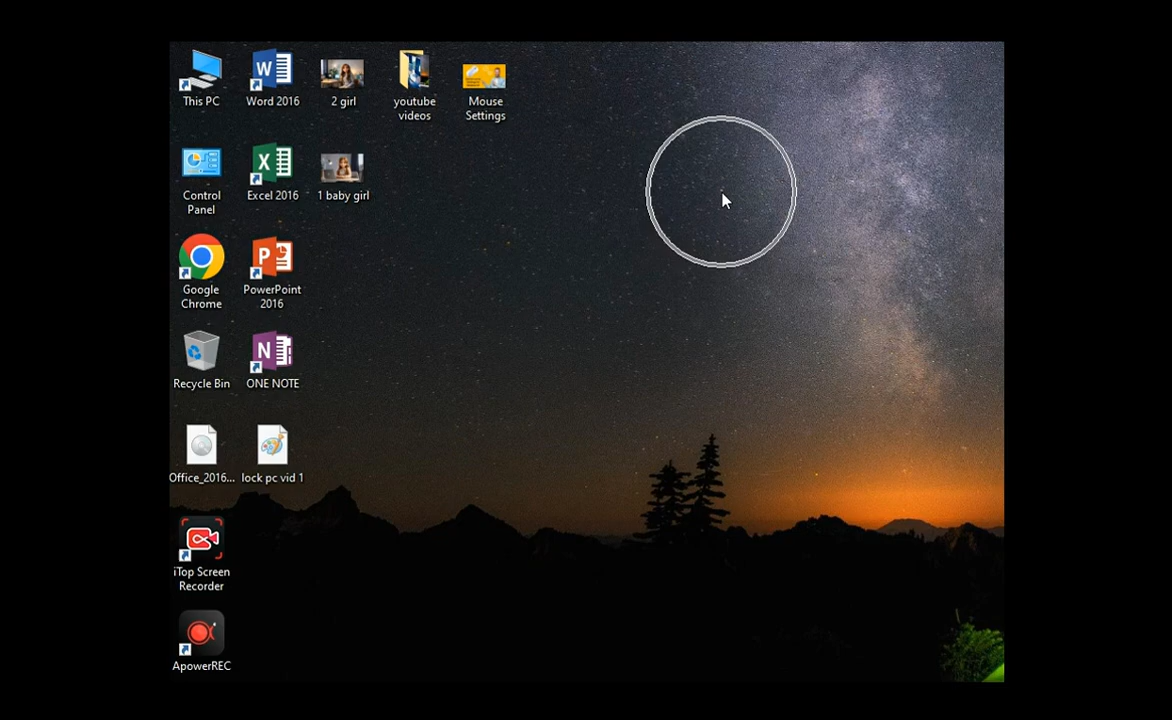 This PC
Word 2016
2 girl
youtube
videos
Mouse
Settings
Control
Panel
Excel 2016
1 baby girl
Google
Chrome
PowerPoint
2016
Recycle Bin
ONE NOTE
Office_2016...
lock pc vid 1
iTop Screen
Recorder
ApowerREC